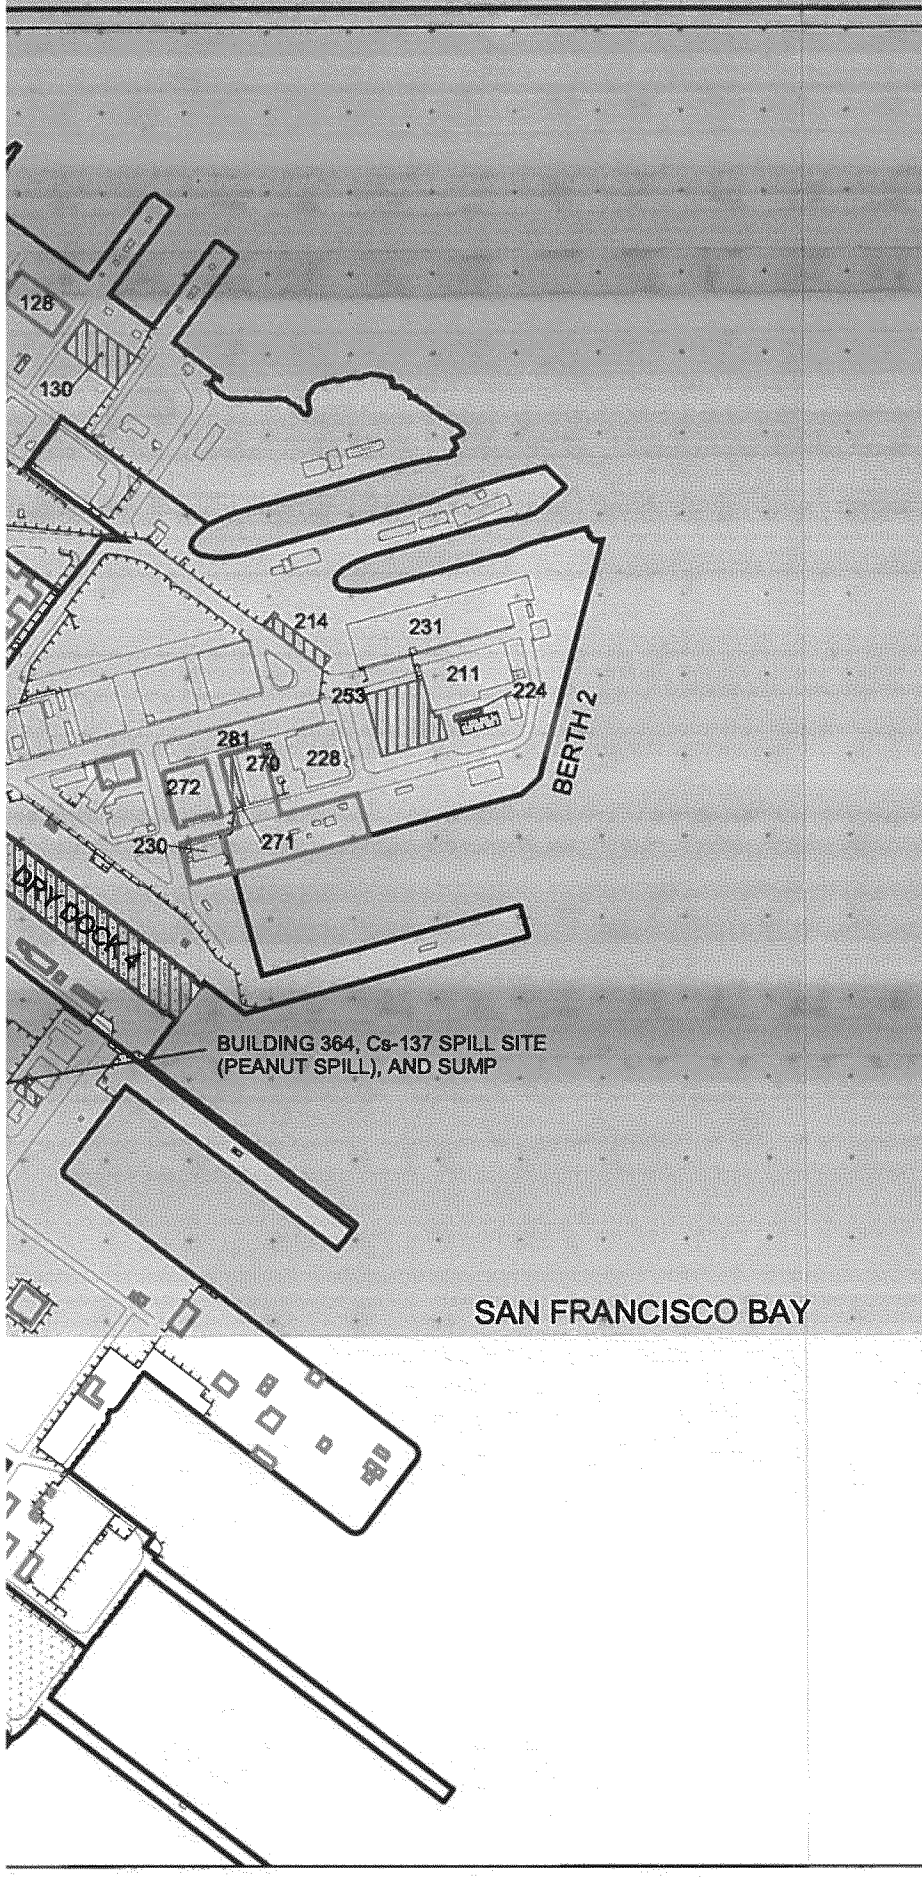 128
130
214
231
211
253
224
281
270
228
272
BERTH 2
230
271
DRY DOCK 4
BUILDING 364, Cs-137 SPILL SITE
(PEANUT SPILL), AND SUMP
SAN FRANCISCO BAY